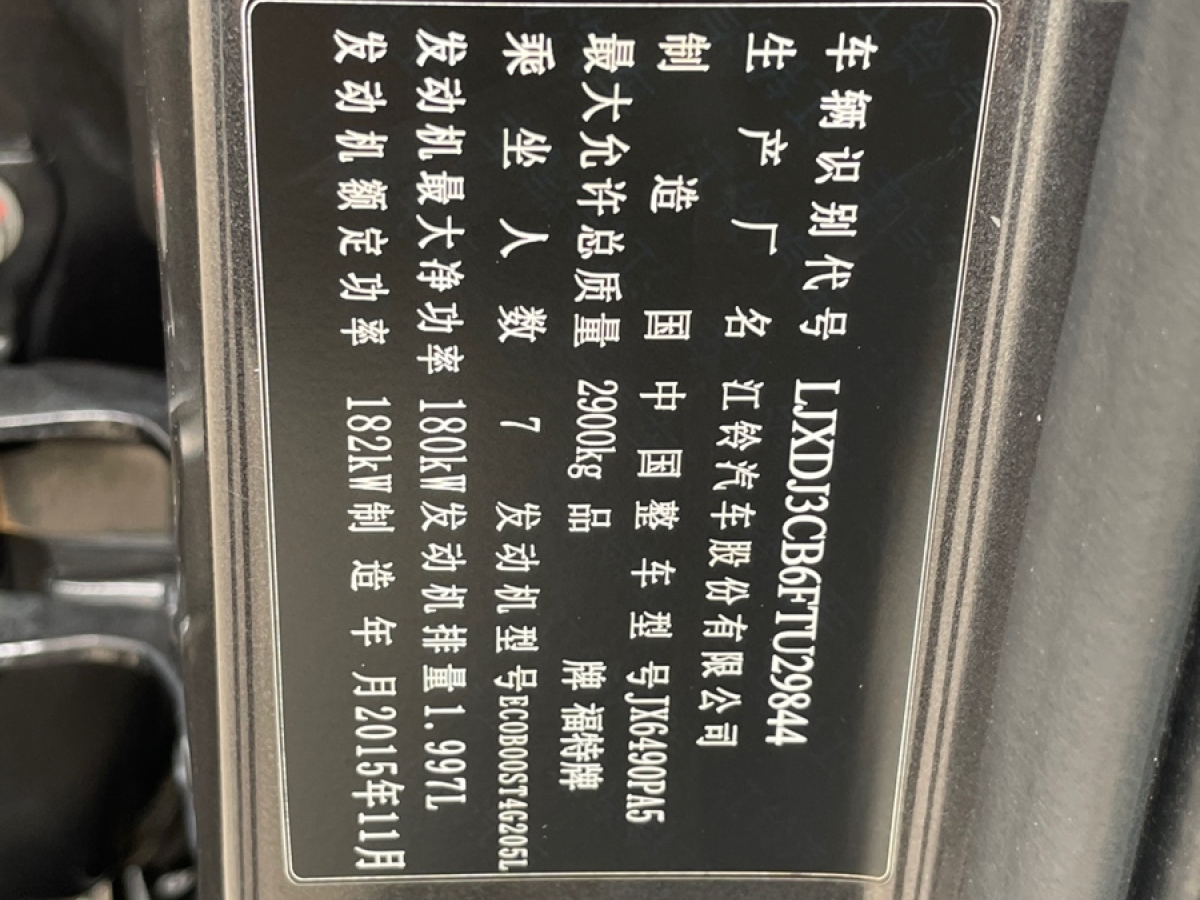 车辆识别代号 LJXDJ3CB6FTU29844
生产厂名 江铃汽车股份有限公司
制造国 中国 整车型号 JX6490PA5
最大允许总质量 2900kg 品牌 福特牌
乘坐人数 7 发动机型号 ECOBOOST4G205L
发动机最大净功率 180kW 发动机排量 1.997L
发动机额定功率 182kW 制造年月 2015年11月